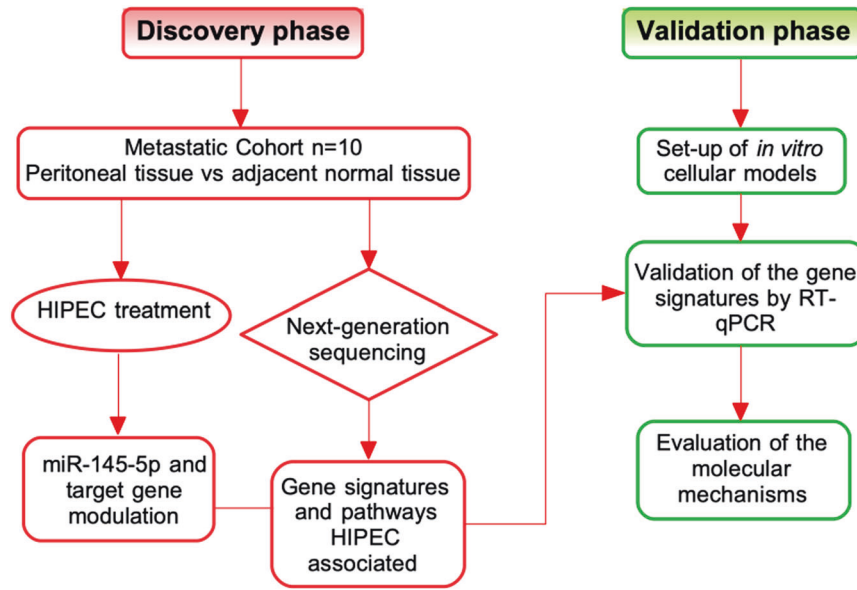 Discovery phase
Metastatic Cohort n=10
Peritoneal tissue vs adjacent normal tissue
HIPEC treatment
Next-generation
sequencing
miR-145-5p and
target gene
modulation
Gene signatures
and pathways
HIPEC
associated
Validation phase
Set-up of in vitro
cellular models
Validation of the gene
signatures by RT-
qPCR
Evaluation of the
molecular
mechanisms